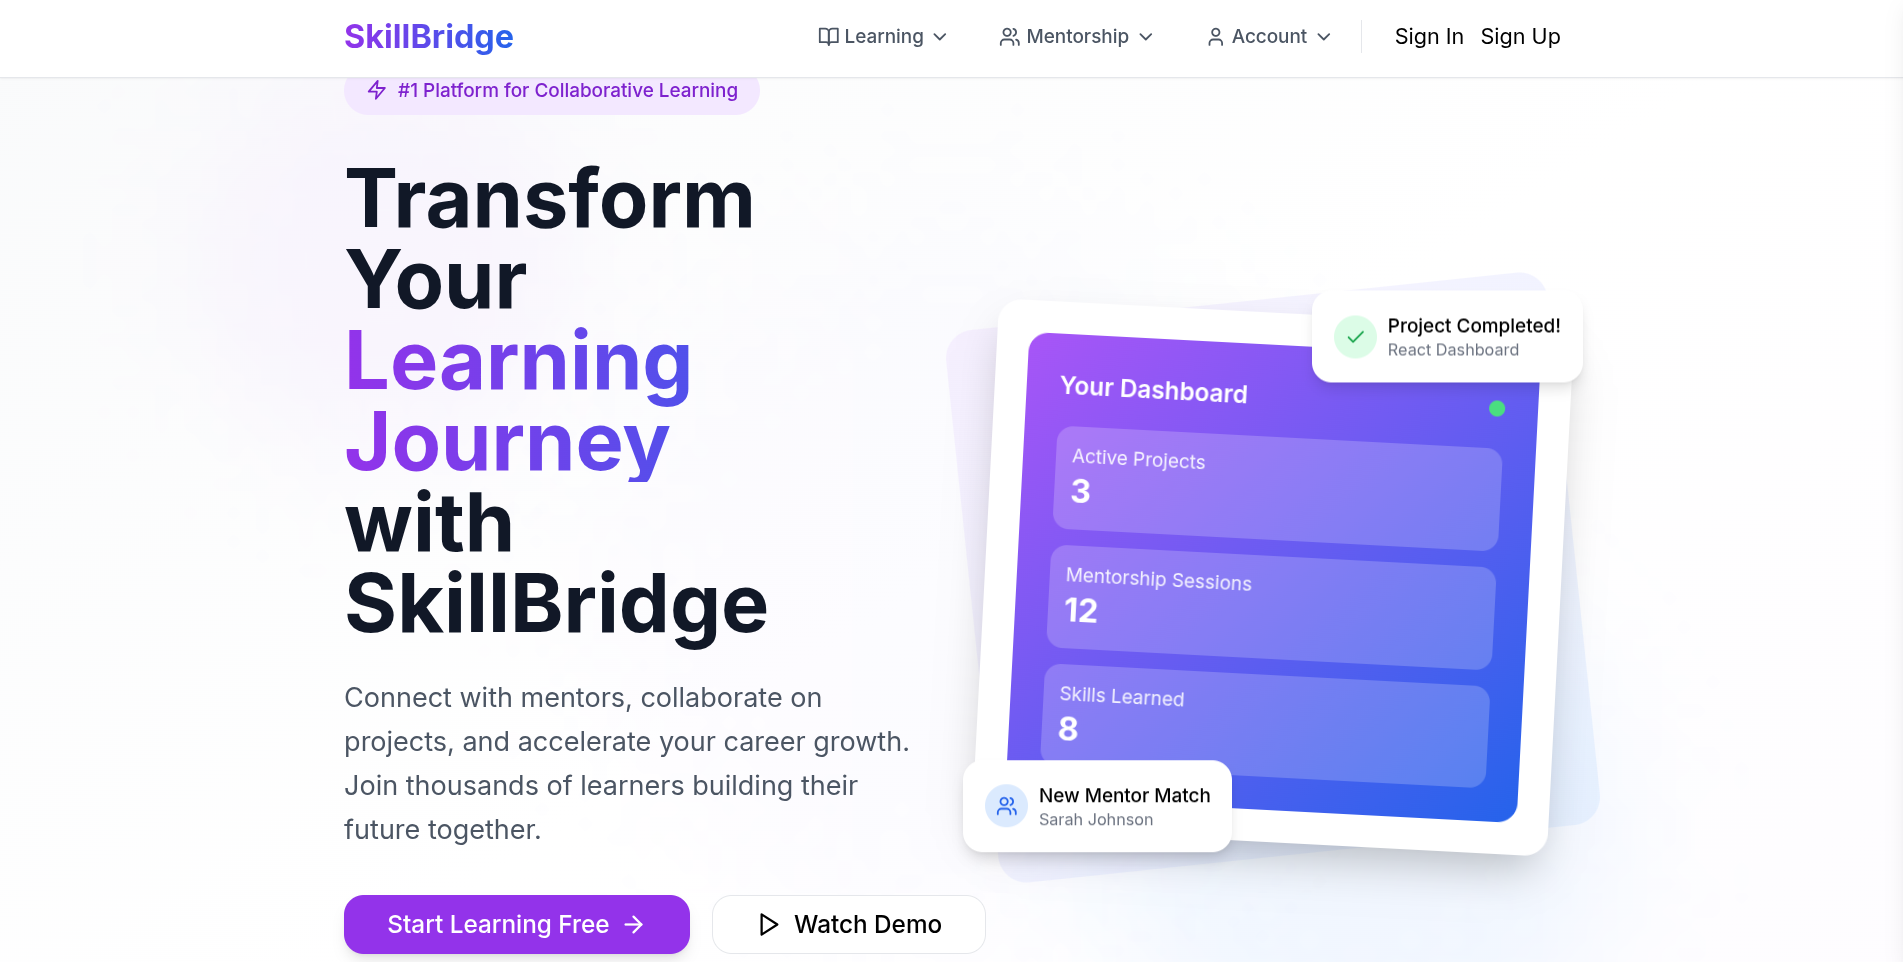 SkillBridge
Learning
Mentorship
Account
Sign In
Sign Up
#1 Platform for Collaborative Learning
Transform
Your
Learning
Journey
with
SkillBridge
Connect with mentors, collaborate on
projects, and accelerate your career growth.
Join thousands of learners building their
future together.
Start Learning Free
Watch Demo
Project Completed!
React Dashboard
Your Dashboard
Active Projects
3
Mentorship Sessions
12
Skills Learned
8
New Mentor Match
Sarah Johnson